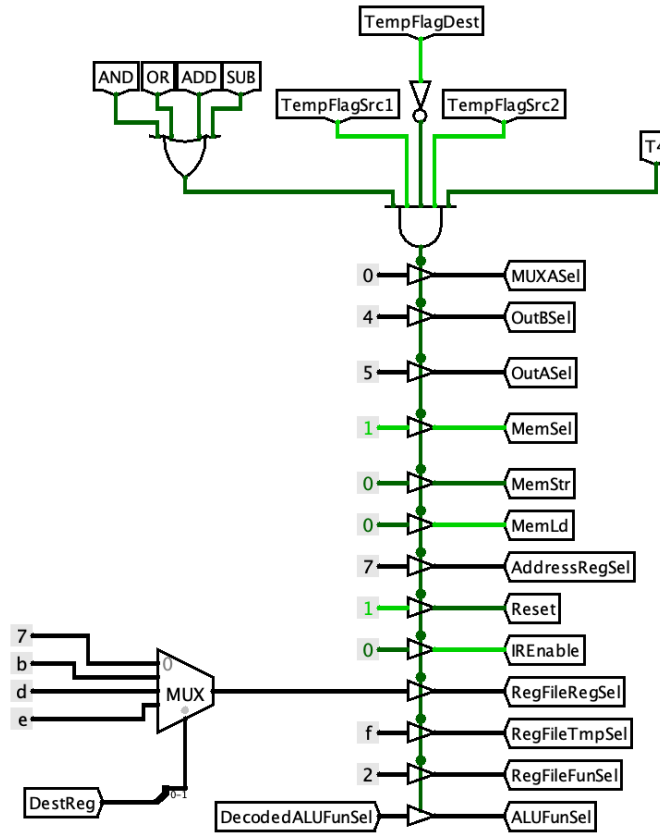 TempFlagDest
AND OR ADD SUB
TempFlagSrc1 TempFlagSrc2
T4
0 MUXASel
4 OutBSel
5 OutASel
1 MemSel
0 MemStr
0 MemLd
7 AddressRegSel
1 Reset
7
0 IREnable
b 0
d MUX RegFileRegSel
e
f RegFileTmpSel
2 RegFileFunSel
DestReg 0-1
DecodedALUFunSel ALUFunSel